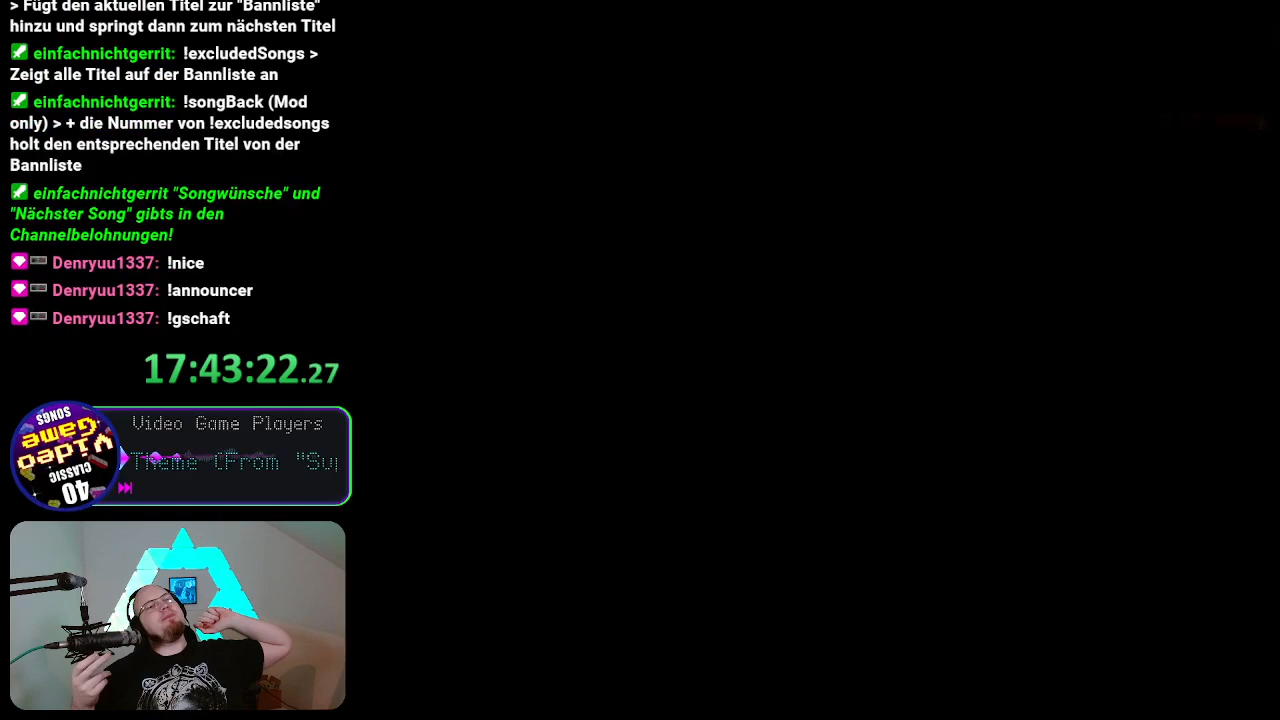 > Fügt den aktuellen Titel zur "Bannliste"
hinzu und springt dann zum nächsten Titel
einfachnichtgerrit: !excludedSongs >
Zeigt alle Titel auf der Bannliste an
einfachnichtgerrit: !songBack (Mod
only) > + die Nummer von !excludedsongs
holt den entsprechenden Titel von der
Bannliste
einfachnichtgerrit "Songwünsche" und
"Nächster Song" gibts in den
Channelbelohnungen!
Denryuu1337: !nice
Denryuu1337: !announcer
Denryuu1337: !gschaft
17:43:22.27
Video Game Players
Theme (From "Sup
40
CLASSIC
Video
Game
SONGS